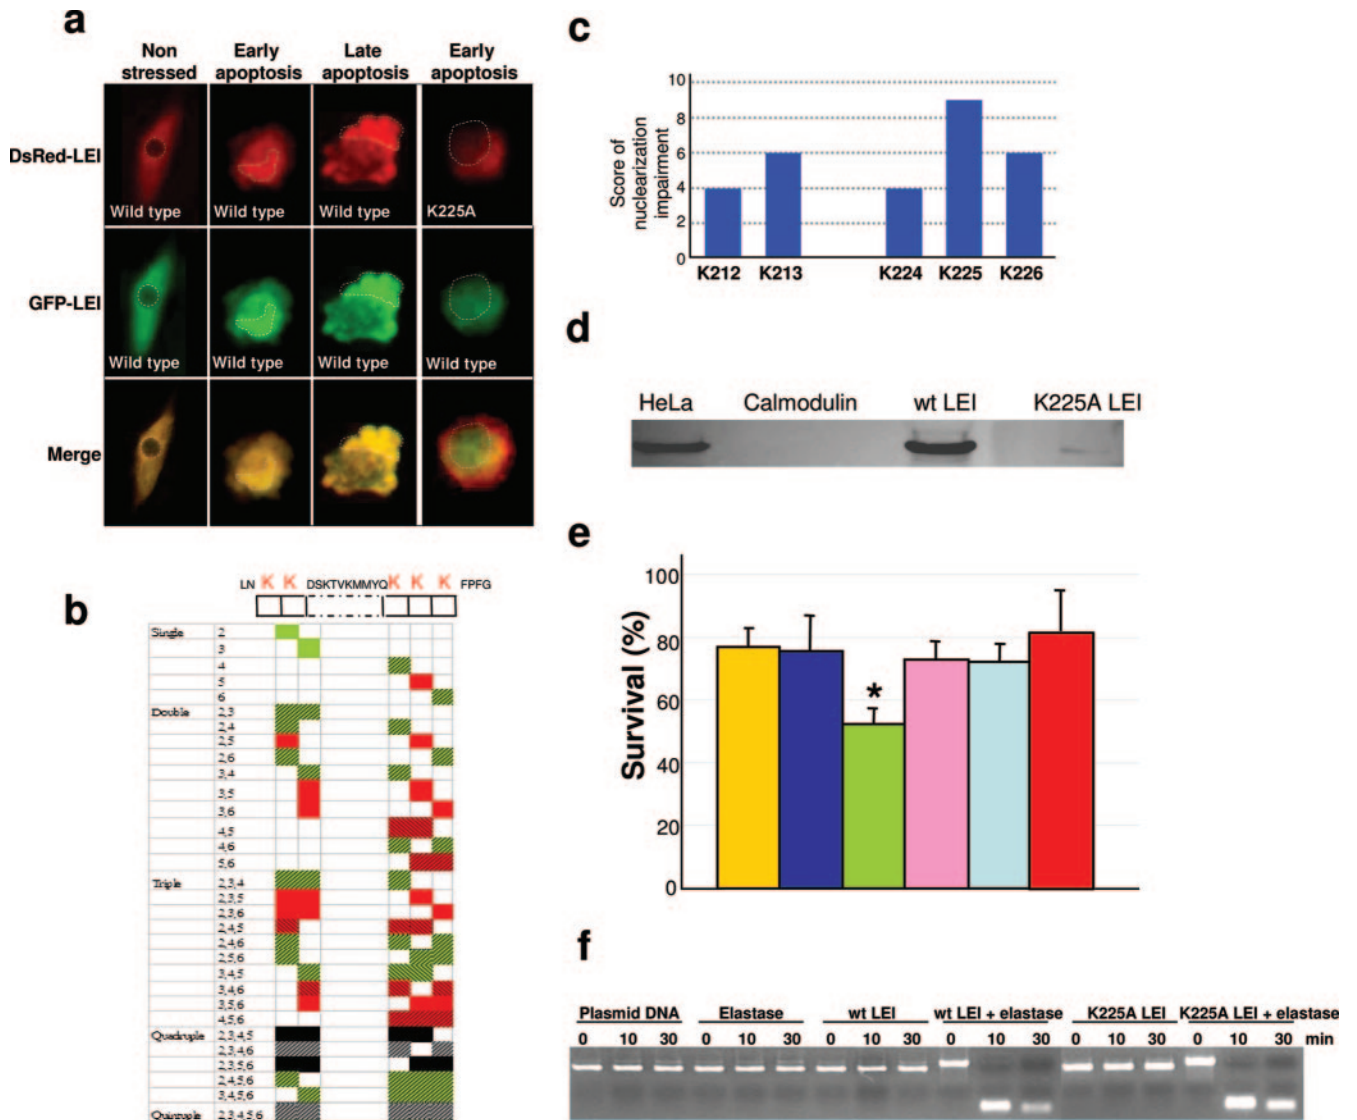 a
Non stressed
Early apoptosis
Late apoptosis
Early apoptosis
DsRed-LEI
Wild type
Wild type
Wild type
K225A
GFP-LEI
Wild type
Wild type
Wild type
Wild type
Merge
b
LN K K DSKTVKMMYQ K K K FPFG
Single 2
3
4
5
6
Double 2,3
2,4
2,5
2,6
3,4
3,5
3,6
4,5
4,6
5,6
Triple 2,3,4
2,3,5
2,3,6
2,4,5
2,4,6
2,5,6
3,4,5
3,4,6
3,5,6
4,5,6
Quadruple 2,3,4,5
2,3,4,6
2,3,5,6
2,4,5,6
3,4,5,6
Quintuple 2,3,4,5,6
c
Score of nuclearization impairment
10
8
6
4
2
0
K212 K213 K224 K225 K226
d
HeLa Calmodulin wt LEI K225A LEI
e
Survival (%)
100
80
60
40
20
0
*
f
Plasmid DNA Elastase wt LEI wt LEI + elastase K225A LEI K225A LEI + elastase
0 10 30 0 10 30 0 10 30 0 10 30 0 10 30 0 10 30 min